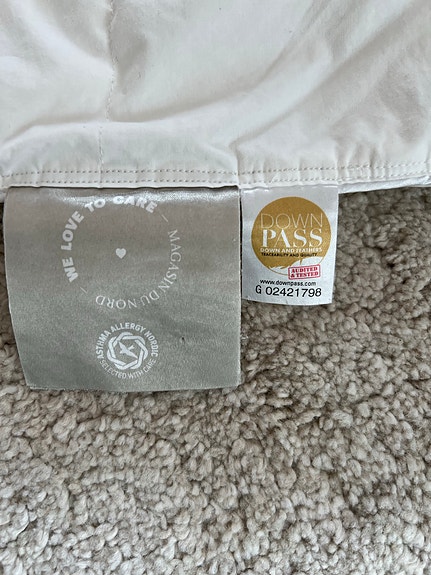 WE LOVE TO CARE
MAGASIN DU NORD
ASTHMA ALLERGY NORDIC
SELECTED WITH CARE
DOWN
PASS
DOWN AND FEATHERS
TRACEABILITY AND QUALITY
AUDITED
& TESTED
www.downpass.com
G 02421798